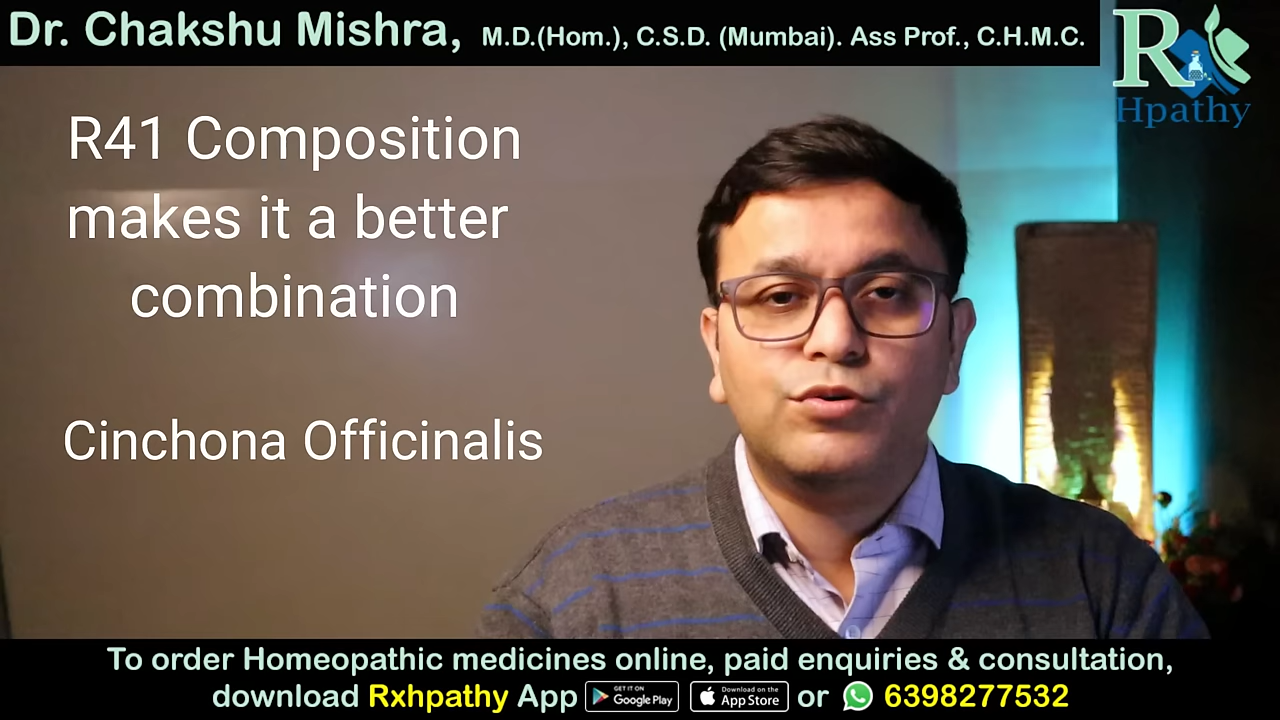 Dr. Chakshu Mishra, M.D.(Hom.), C.S.D. (Mumbai). Ass Prof., C.H.M.C.
Rx
Hpathy
R41 Composition
makes it a better
combination
Cinchona Officinalis
To order Homeopathic medicines online, paid enquiries & consultation,
download Rxhpathy App GET IT ON Google Play Download on the App Store or 6398277532